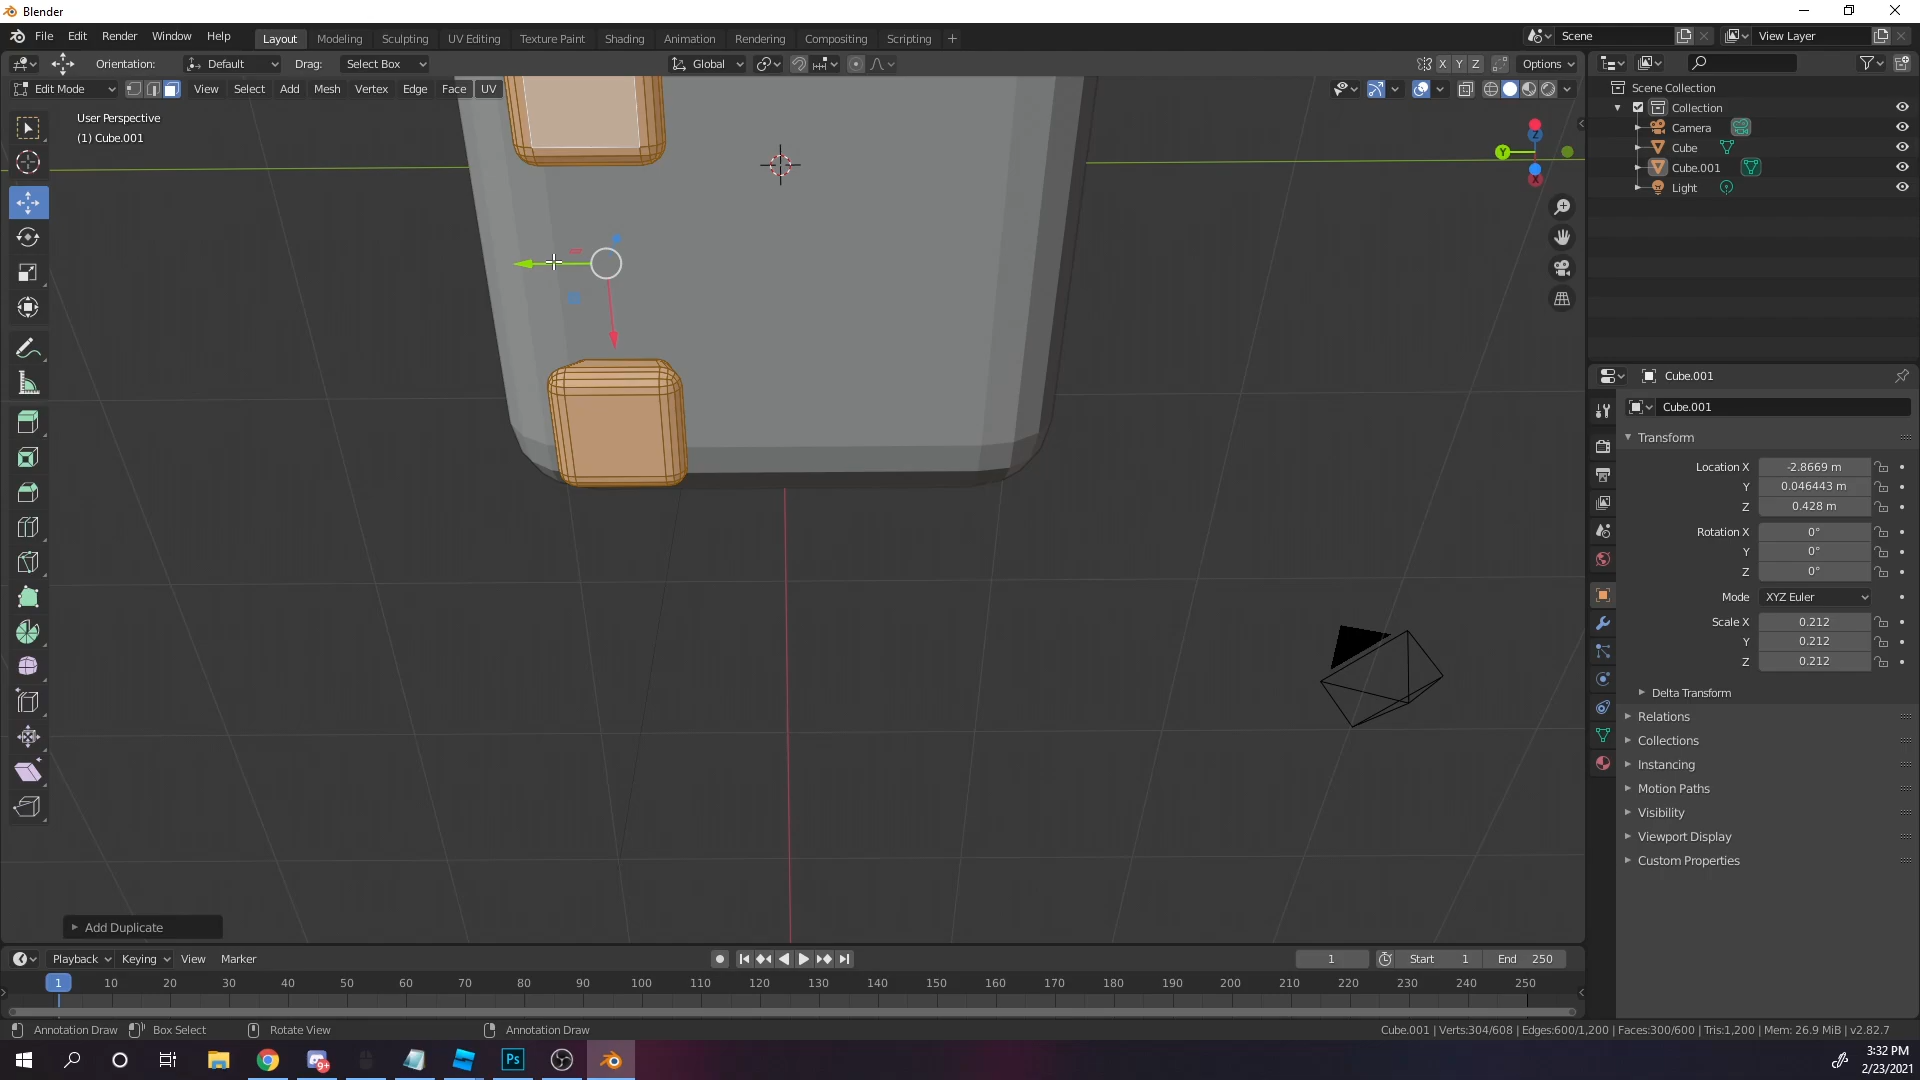 Blender
File Edit Render Window Help Layout Modeling Sculpting UV Editing Texture Paint Shading Animation Rendering Compositing Scripting + Scene View Layer
Orientation: Default Drag: Select Box Global X Y Z Options
Edit Mode View Select Add Mesh Vertex Edge Face UV
User Perspective
(1) Cube.001
Scene Collection
Collection
Camera
Cube
Cube.001
Light
Z
Y
X
Cube.001
Cube.001
Transform
Location X -2.8669 m
Y 0.046443 m
Z 0.428 m
Rotation X 0°
Y 0°
Z 0°
Mode XYZ Euler
Scale X 0.212
Y 0.212
Z 0.212
Delta Transform
Relations
Collections
Instancing
Motion Paths
Visibility
Viewport Display
Custom Properties
Add Duplicate
Playback Keying View Marker 1 Start 1 End 250
1 10 20 30 40 50 60 70 80 90 100 110 120 130 140 150 160 170 180 190 200 210 220 230 240 250
Annotation Draw Box Select Rotate View Annotation Draw Cube.001 | Verts:304/608 | Edges:600/1,200 | Faces:300/600 | Tris:1,200 | Mem: 26.9 MiB | v2.82.7
Ps
9+
3:32 PM
2/23/2021